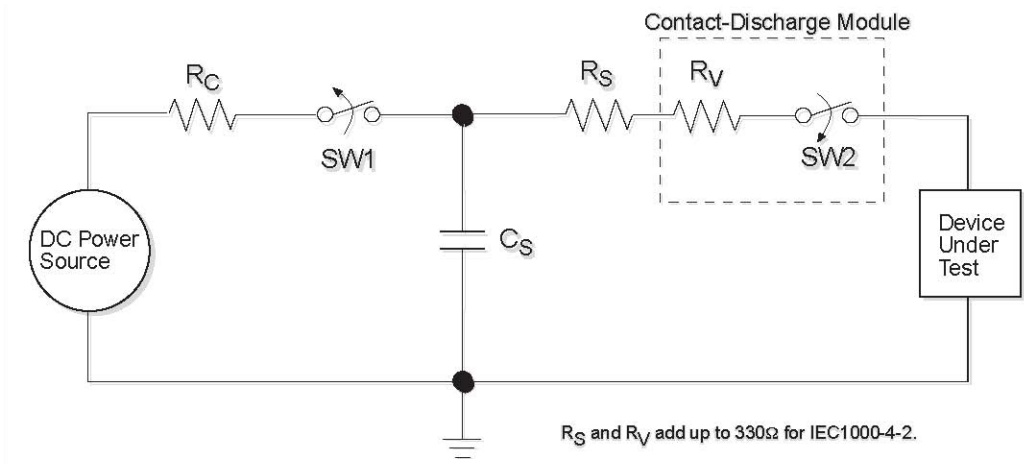 Contact-Discharge Module
RC
RS
RV
SW1
SW2
DC Power
Source
CS
Device
Under
Test
RS and RV add up to 330Ω for IEC1000-4-2.